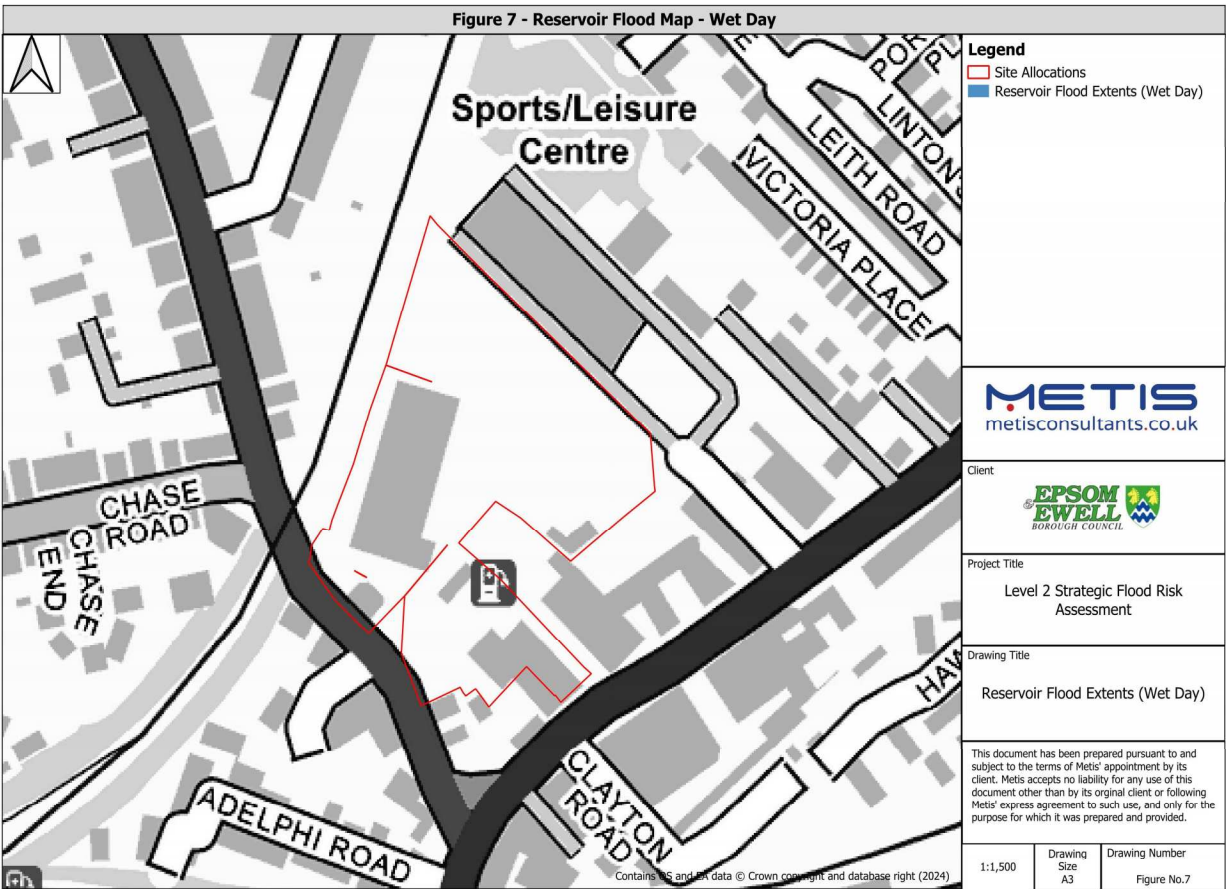 Figure 7 - Reservoir Flood Map - Wet Day
Sports/Leisure
Centre
LINTONS
LEITH ROAD
VICTORIA PLACE
CHASE
ROAD
CHASE
END
ADELPHI ROAD
CLAYTON
ROAD
HAW
Contains OS and EA data © Crown copyright and database right (2024)
Legend
Site Allocations
Reservoir Flood Extents (Wet Day)
METIS
metisconsultants.co.uk
Client
EPSOM
& EWELL
BOROUGH COUNCIL
Project Title
Level 2 Strategic Flood Risk
Assessment
Drawing Title
Reservoir Flood Extents (Wet Day)
This document has been prepared pursuant to and
subject to the terms of Metis' appointment by its
client. Metis accepts no liability for any use of this
document other than by its orginal client or following
Metis' express agreement to such use, and only for the
purpose for which it was prepared and provided.
1:1,500
Drawing
Size
A3
Drawing Number
Figure No.7